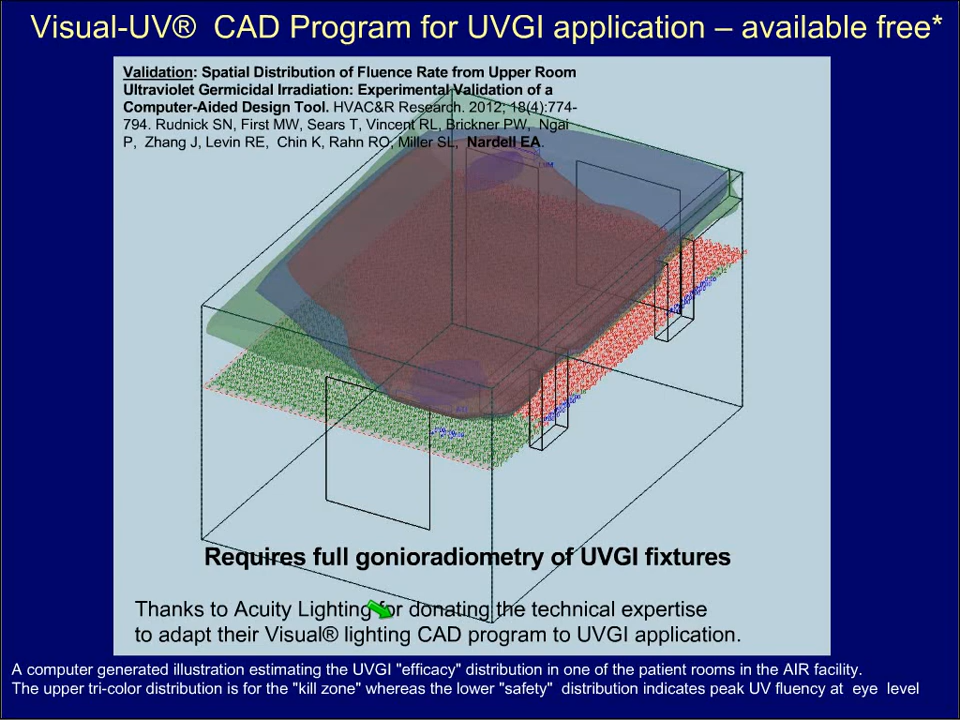 Visual-UV® CAD Program for UVGI application – available free*
Validation: Spatial Distribution of Fluence Rate from Upper Room
Ultraviolet Germicidal Irradiation: Experimental Validation of a
Computer-Aided Design Tool. HVAC&R Research. 2012; 18(4):774-
794. Rudnick SN, First MW, Sears T, Vincent RL, Brickner PW, Ngai
P, Zhang J, Levin RE, Chin K, Rahn RO, Miller SL, Nardell EA.
Requires full gonioradiometry of UVGI fixtures
Thanks to Acuity Lighting for donating the technical expertise
to adapt their Visual® lighting CAD program to UVGI application.
A computer generated illustration estimating the UVGI "efficacy" distribution in one of the patient rooms in the AIR facility.
The upper tri-color distribution is for the "kill zone" whereas the lower "safety" distribution indicates peak UV fluency at eye level